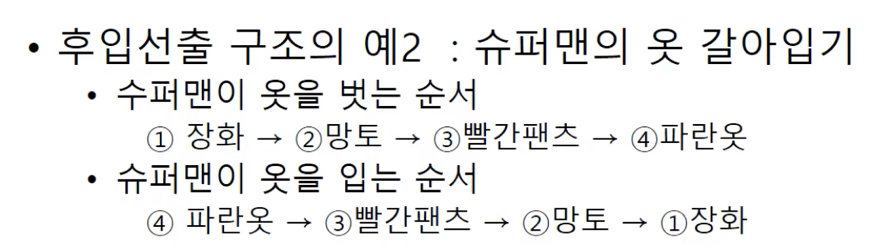 • 후입선출 구조의 예2 : 슈퍼맨의 옷 갈아입기
• 수퍼맨이 옷을 벗는 순서
① 장화 → ②망토 → ③빨간팬츠 → ④파란옷
• 슈퍼맨이 옷을 입는 순서
④ 파란옷 → ③빨간팬츠 → ②망토 → ①장화